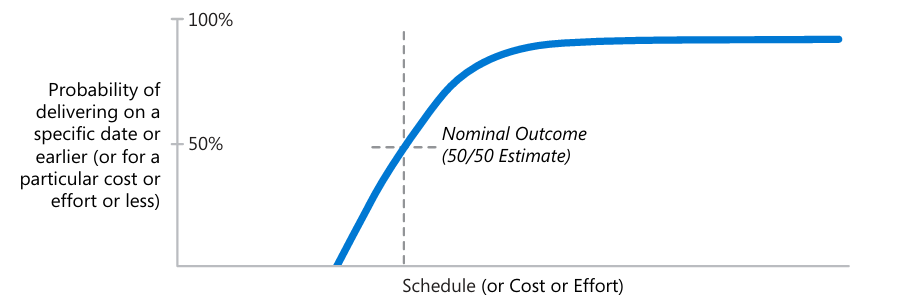 100%
Probability of
delivering on a
specific date or
earlier (or for a
particular cost or
effort or less)
50%
Nominal Outcome
(50/50 Estimate)
Schedule (or Cost or Effort)